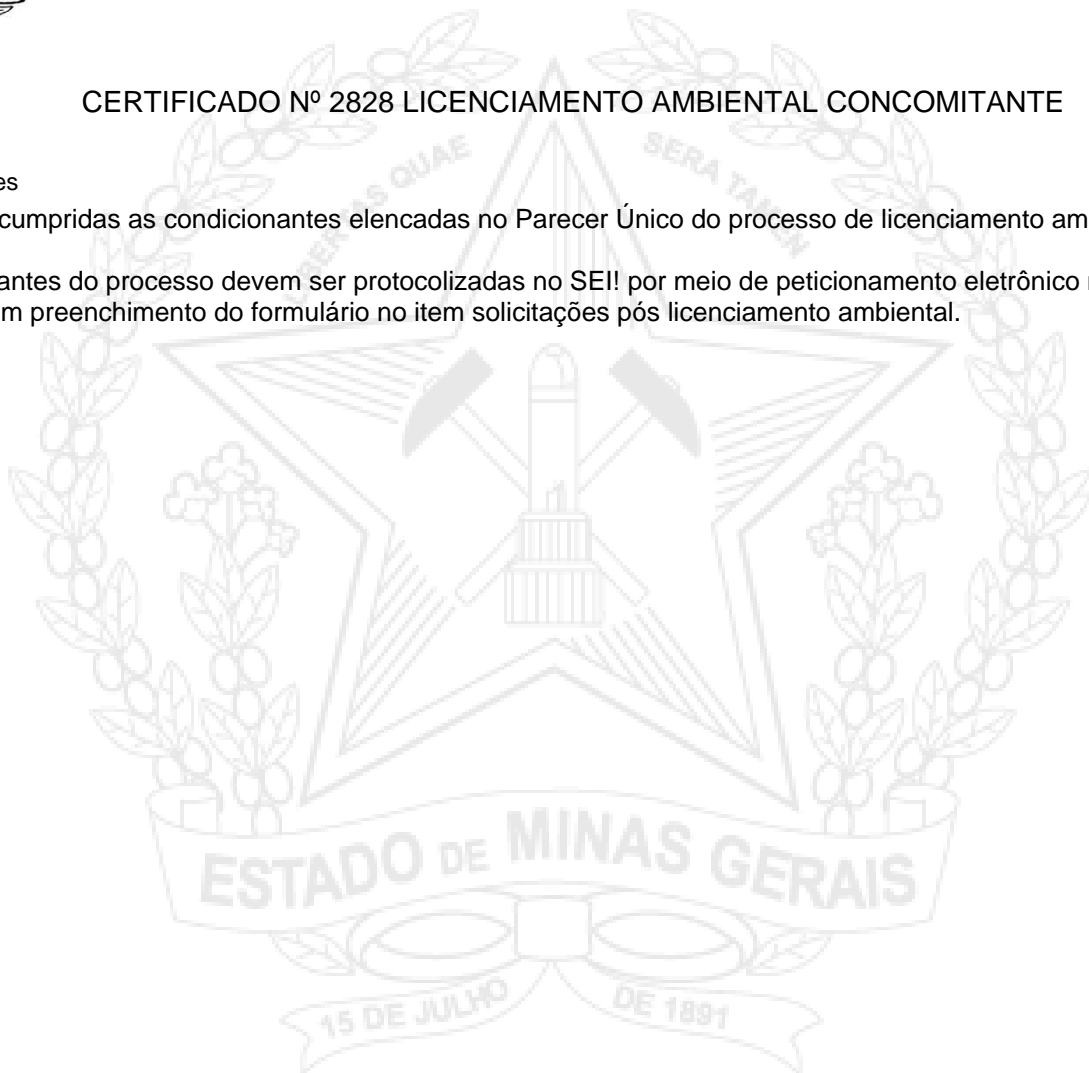 CERTIFICADO Nº 2828 LICENCIAMENTO AMBIENTAL CONCOMITANTE
es
cumpridas as condicionantes elencadas no Parecer Único do processo de licenciamento am
antes do processo devem ser protocolizadas no SEI! por meio de peticionamento eletrônico
m preenchimento do formulário no item solicitações pós licenciamento ambiental.
LIBERTAS QUAE SERA TAMEN
ESTADO DE MINAS GERAIS
15 DE JULHO DE 1891